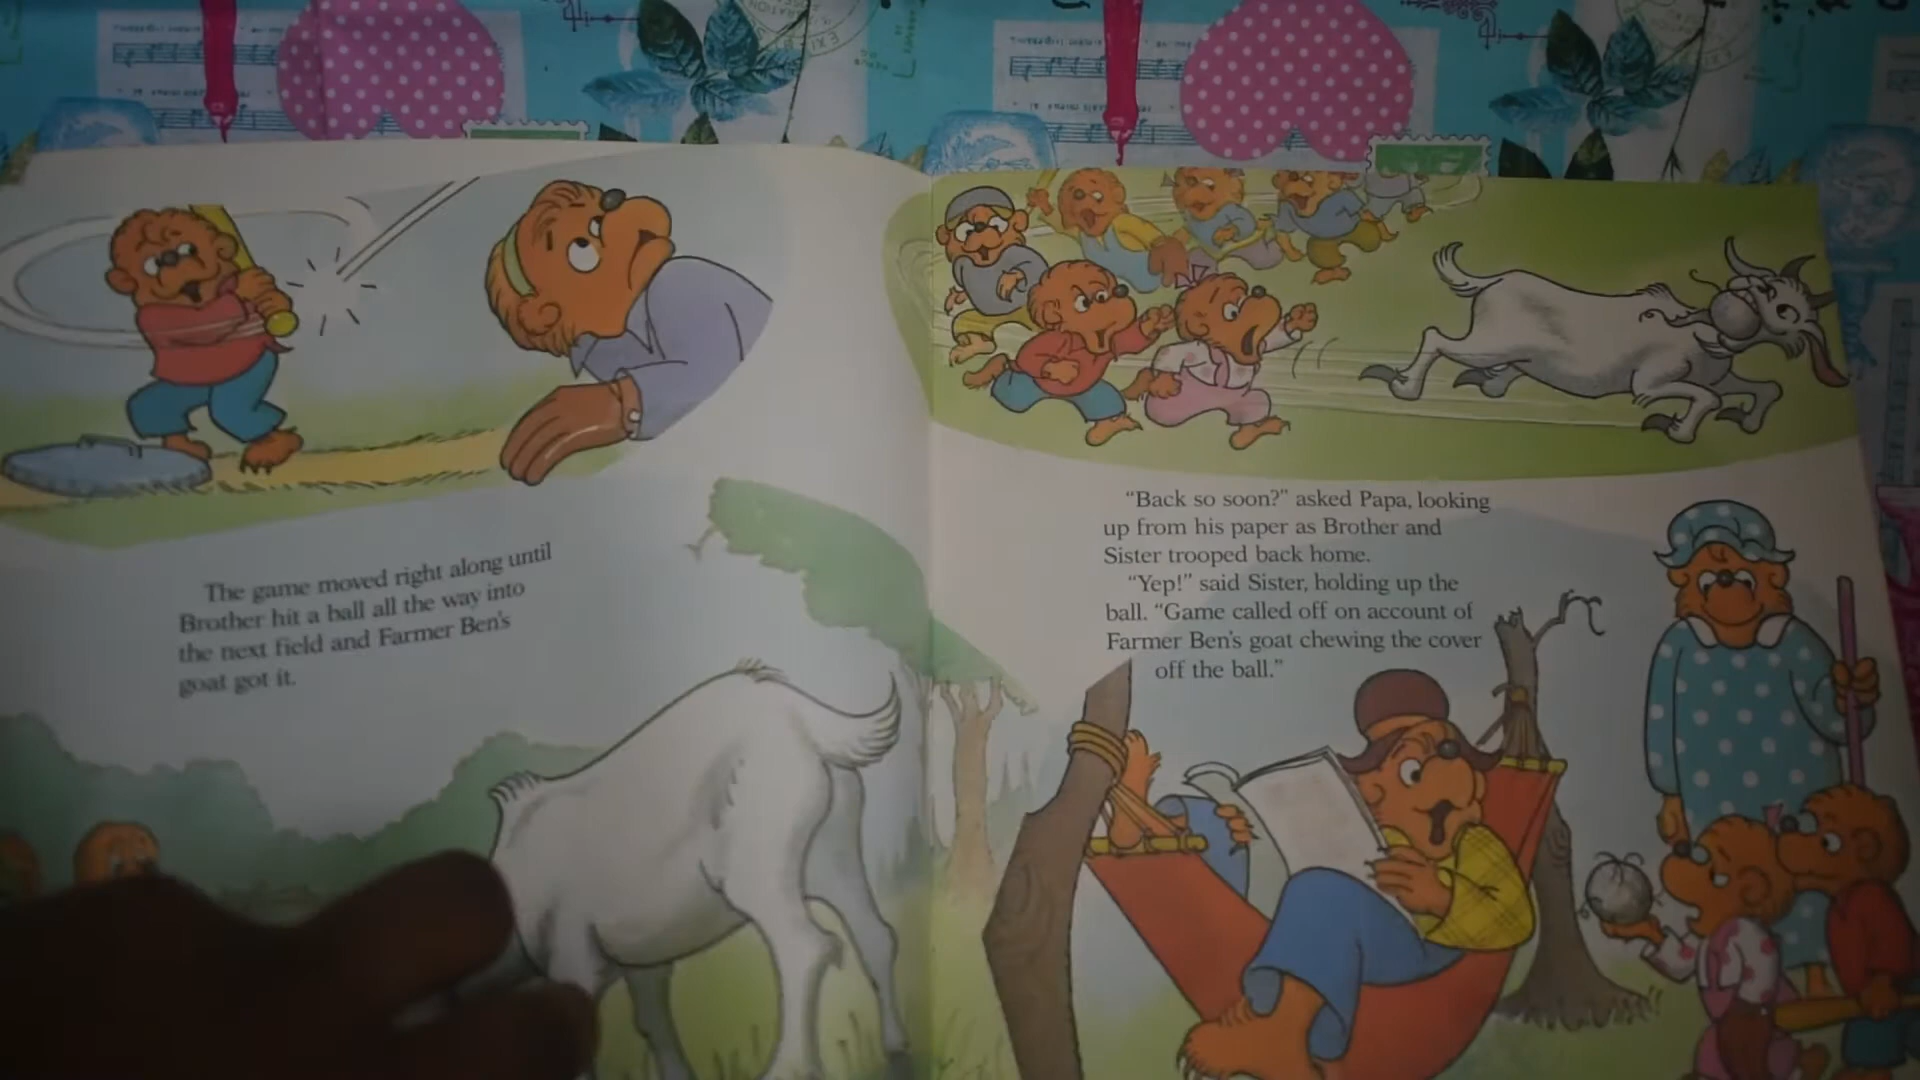 The game moved right along until
Brother hit a ball all the way into
the next field and Farmer Ben's
goat got it.
"Back so soon?" asked Papa, looking
up from his paper as Brother and
Sister trooped back home.
"Yep!" said Sister, holding up the
ball. "Game called off on account of
Farmer Ben's goat chewing the cover
off the ball."